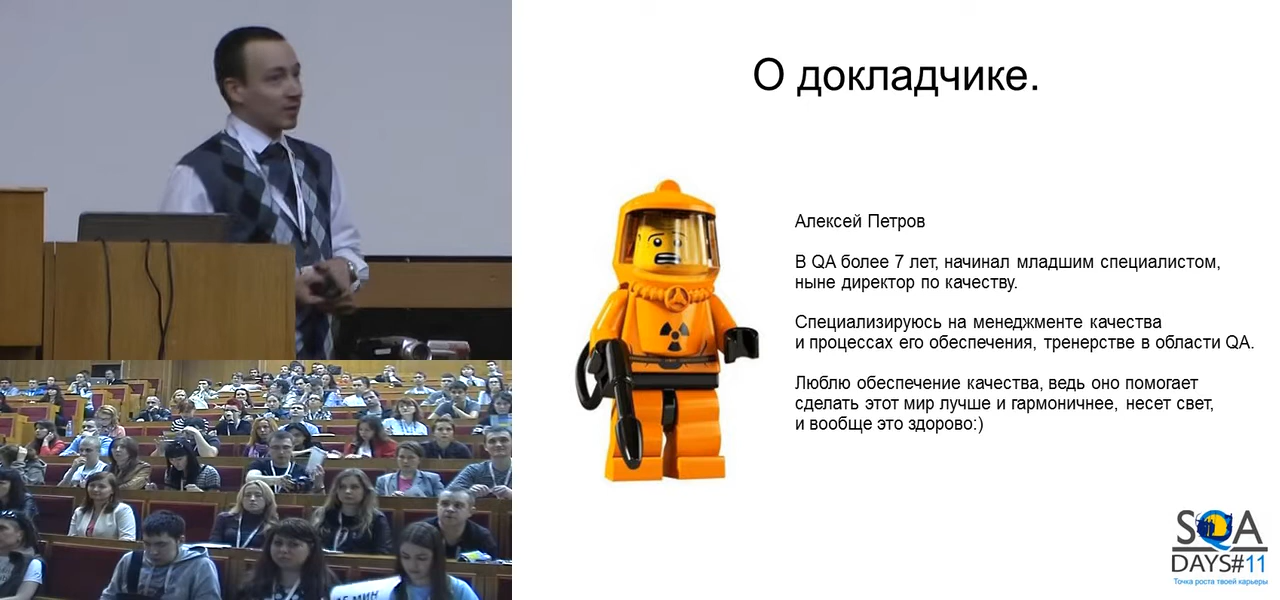 О докладчике.
Алексей Петров
В QA более 7 лет, начинал младшим специалистом,
ныне директор по качеству.
Специализируюсь на менеджменте качества
и процессах его обеспечения, тренерстве в области QA.
Люблю обеспечение качества, ведь оно помогает
сделать этот мир лучше и гармоничнее, несет свет,
и вообще это здорово:)
SQA
DAYS#11
Точка роста твоей карьеры
15 МИН